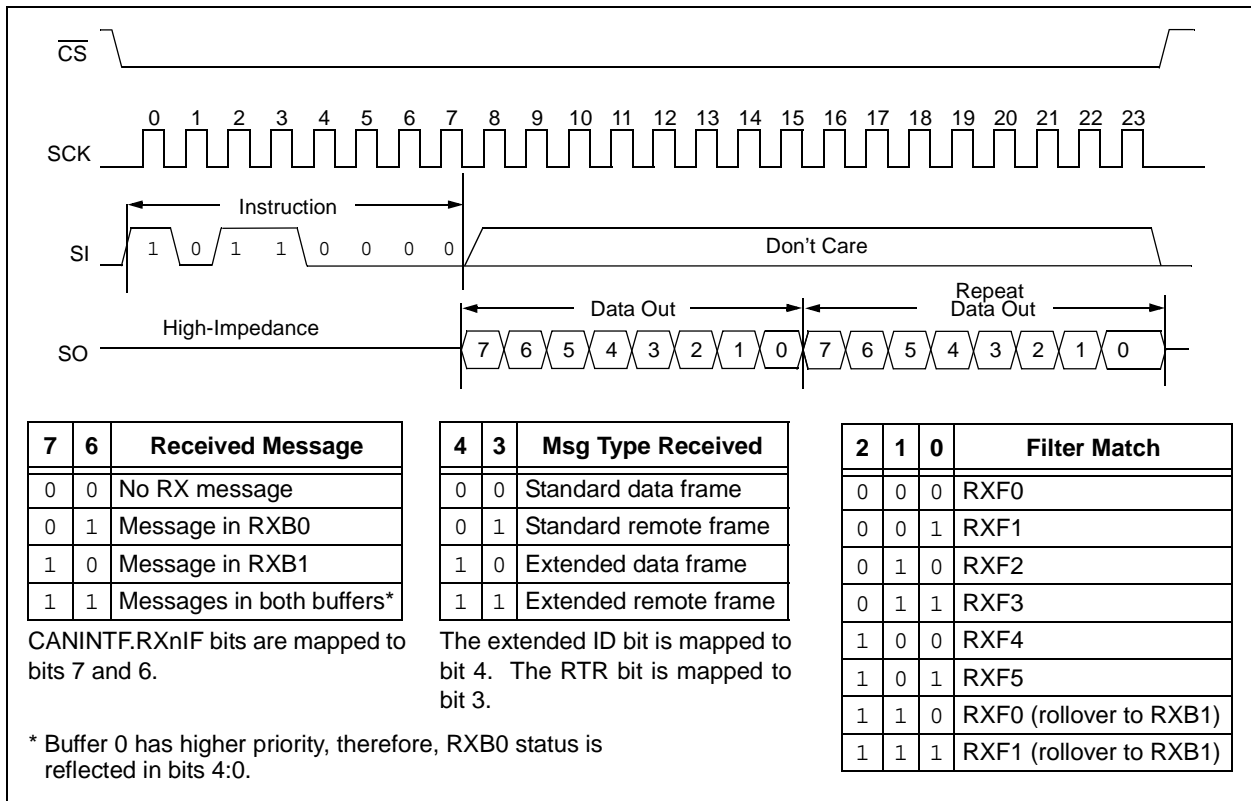 CS
0 1 2 3 4 5 6 7 8 9 10 11 12 13 14 15 16 17 18 19 20 21 22 23
SCK
Instruction
SI 1 0 1 1 0 0 0 0 Don't Care
Repeat
Data Out Data Out
High-Impedance
SO 7 6 5 4 3 2 1 0 7 6 5 4 3 2 1 0
7 6 Received Message
0 0 No RX message
0 1 Message in RXB0
1 0 Message in RXB1
1 1 Messages in both buffers*
CANINTF.RXnIF bits are mapped to
bits 7 and 6.
4 3 Msg Type Received
0 0 Standard data frame
0 1 Standard remote frame
1 0 Extended data frame
1 1 Extended remote frame
The extended ID bit is mapped to
bit 4. The RTR bit is mapped to
bit 3.
2 1 0 Filter Match
0 0 0 RXF0
0 0 1 RXF1
0 1 0 RXF2
0 1 1 RXF3
1 0 0 RXF4
1 0 1 RXF5
1 1 0 RXF0 (rollover to RXB1)
1 1 1 RXF1 (rollover to RXB1)
* Buffer 0 has higher priority, therefore, RXB0 status is
reflected in bits 4:0.